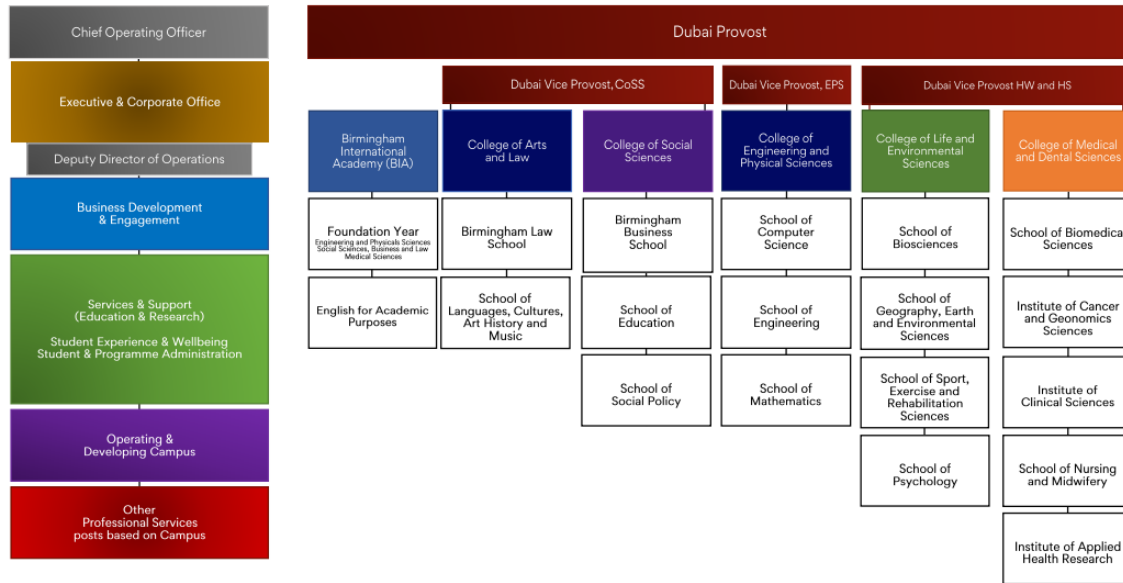 Chief Operating Officer
Executive & Corporate Office
Deputy Director of Operations
Business Development
& Engagement
Services & Support
(Education & Research)
Student Experience & Wellbeing
Student & Programme Administration
Operating &
Developing Campus
Other
Professional Services
posts based on Campus
Dubai Provost
Dubai Vice Provost, CoSS
Dubai Vice Provost, EPS
Dubai Vice Provost HW and HS
Birmingham
International
Academy (BIA)
Foundation Year
Engineering and Physicals Sciences
Social Sciences, Business and Law
Medical Sciences
English for Academic
Purposes
College of Arts
and Law
Birmingham Law
School
School of
Languages, Cultures,
Art History and
Music
College of Social
Sciences
Birmingham
Business
School
School of
Education
School of
Social Policy
College of
Engineering and
Physical Sciences
School of
Computer
Science
School of
Engineering
School of
Mathematics
College of Life and
Environmental
Sciences
School of
Biosciences
School of
Geography, Earth
and Environmental
Sciences
School of Sport,
Exercise and
Rehabilitation
Sciences
School of
Psychology
College of Medical
and Dental Sciences
School of Biomedical
Sciences
Institute of Cancer
and Geonomics
Sciences
Institute of
Clinical Sciences
School of Nursing
and Midwifery
Institute of Applied
Health Research